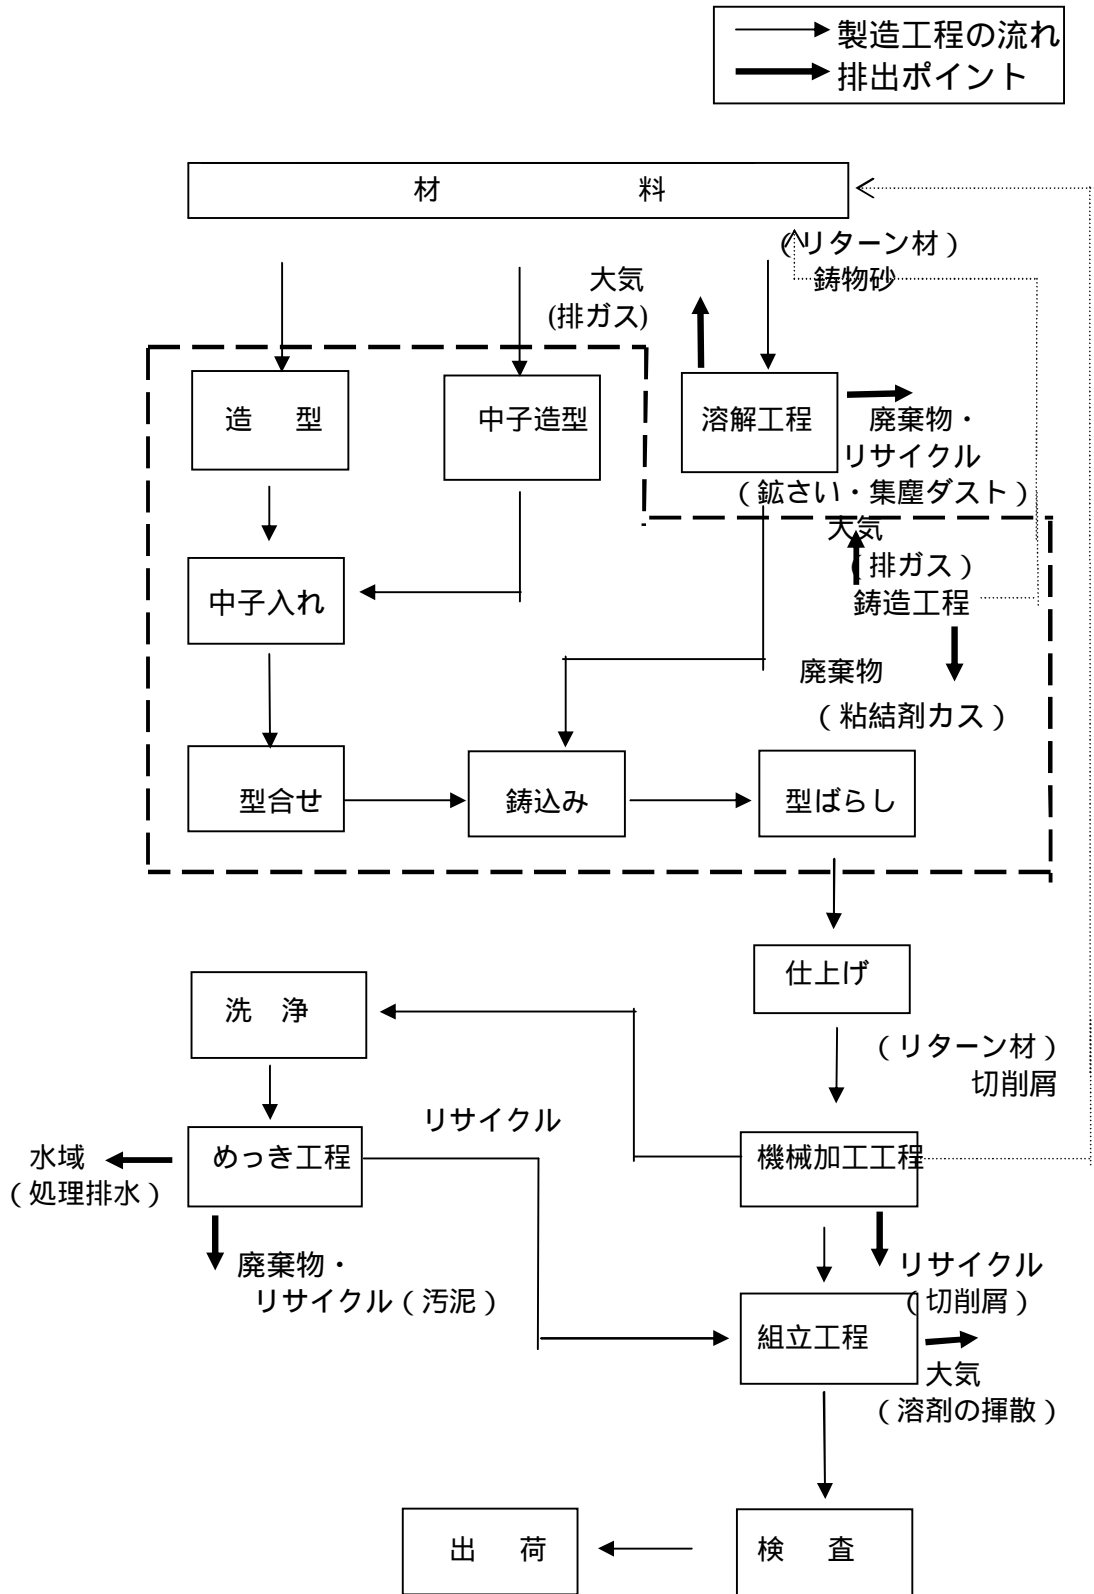 製造工程の流れ
排出ポイント
材　　料
(リターン材)
鋳物砂
大気
(排ガス)
造　型
中子造型
溶解工程
廃棄物・
リサイクル
(鉱さい・集塵ダスト)
大気
(排ガス)
鋳造工程
中子入れ
廃棄物
(粘結剤カス)
型合せ
鋳込み
型ばらし
仕上げ
洗　浄
(リターン材)
切削屑
リサイクル
めっき工程
機械加工工程
水域
(処理排水)
廃棄物・
リサイクル(汚泥)
リサイクル
(切削屑)
組立工程
大気
(溶剤の揮散)
出　荷
検　査